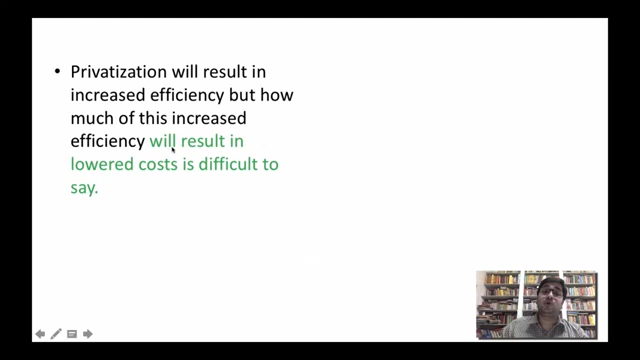 • Privatization will result in
increased efficiency but how
much of this increased
efficiency will result in
lowered costs is difficult to
say.